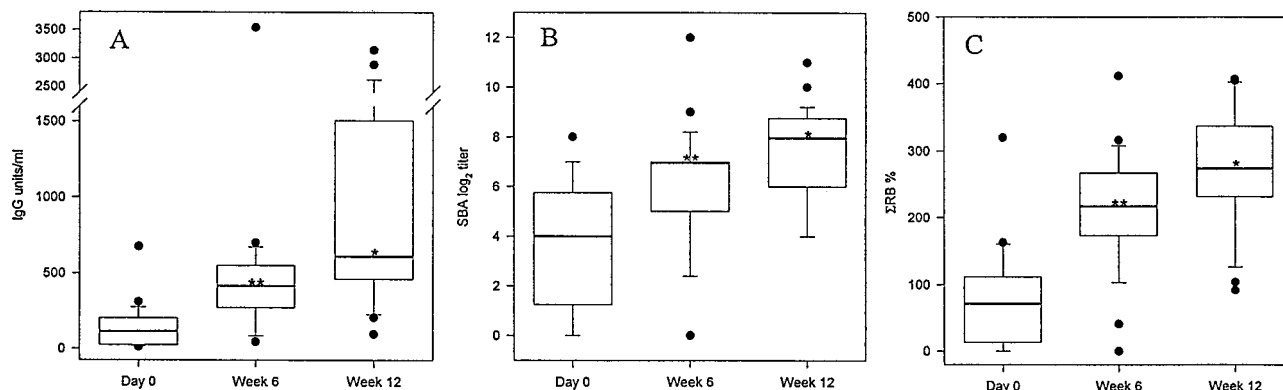 A
3500
3000
2500
1500
1000
500
0
IgG units/ml
Day 0 Week 6 Week 12
** *
B
12
10
8
6
4
2
0
SBA log2 titer
Day 0 Week 6 Week 12
** *
C
500
400
300
200
100
0
ΣRB %
Day 0 Week 6 Week 12
** *